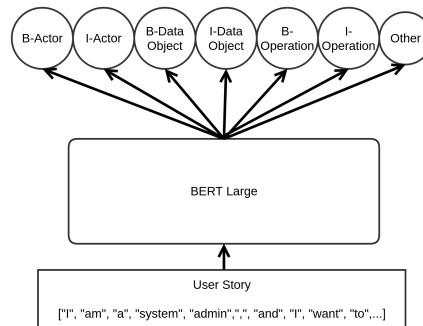 B-Actor
I-Actor
B-Data
Object
I-Data
Object
B-
Operation
I-
Operation
Other
BERT Large
User Story
["I", "am", "a", "system", "admin",",", "and", "I", "want", "to",...]